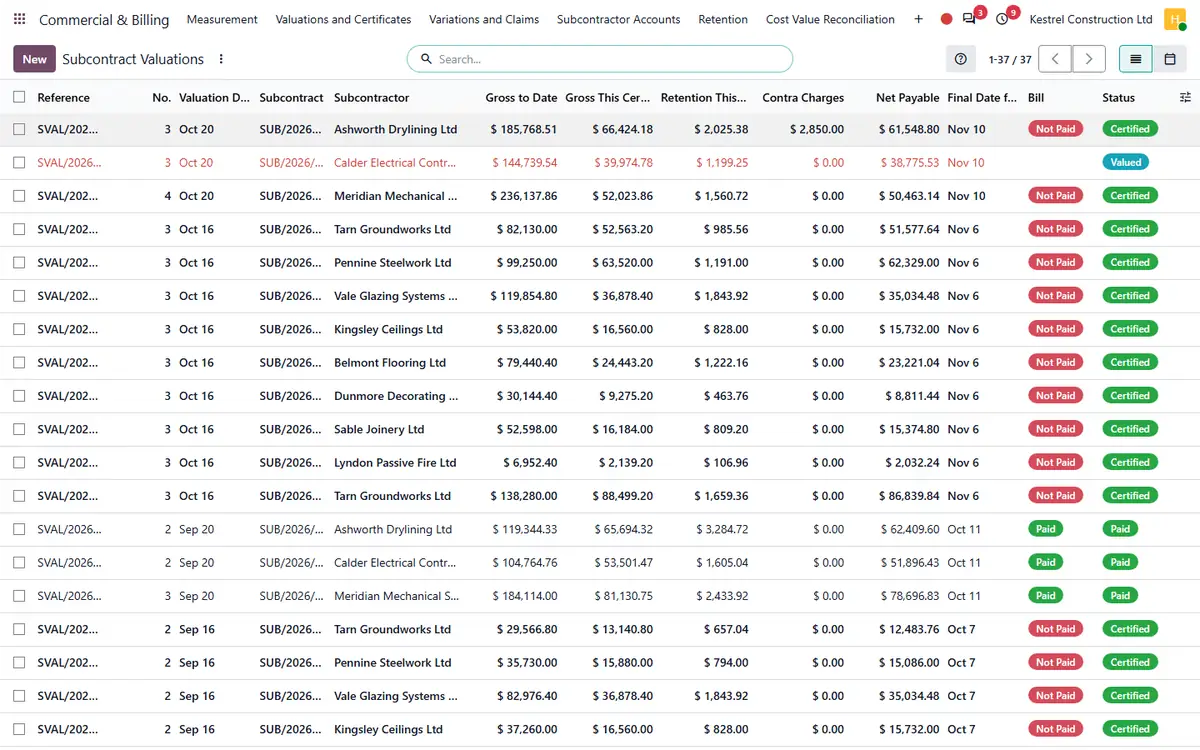 Commercial & Billing Measurement Valuations and Certificates Variations and Claims Subcontractor Accounts Retention Cost Value Reconciliation + 3 9 Kestrel Construction Ltd H
New Subcontract Valuations Search... 1-37 / 37
Reference No. Valuation D... Subcontract Subcontractor Gross to Date Gross This Cer... Retention This... Contra Charges Net Payable Final Date f... Bill Status
SVAL/202... 3 Oct 20 SUB/2026... Ashworth Drylining Ltd $ 185,768.51 $ 66,424.18 $ 2,025.38 $ 2,850.00 $ 61,548.80 Nov 10 Not Paid Certified
SVAL/2026... 3 Oct 20 SUB/2026/... Calder Electrical Contr... $ 144,739.54 $ 39,974.78 $ 1,199.25 $ 0.00 $ 38,775.53 Nov 10 Valued
SVAL/202... 4 Oct 20 SUB/2026... Meridian Mechanical ... $ 236,137.86 $ 52,023.86 $ 1,560.72 $ 0.00 $ 50,463.14 Nov 10 Not Paid Certified
SVAL/202... 3 Oct 16 SUB/2026... Tarn Groundworks Ltd $ 82,130.00 $ 52,563.20 $ 985.56 $ 0.00 $ 51,577.64 Nov 6 Not Paid Certified
SVAL/202... 3 Oct 16 SUB/2026... Pennine Steelwork Ltd $ 99,250.00 $ 63,520.00 $ 1,191.00 $ 0.00 $ 62,329.00 Nov 6 Not Paid Certified
SVAL/202... 3 Oct 16 SUB/2026... Vale Glazing Systems ... $ 119,854.80 $ 36,878.40 $ 1,843.92 $ 0.00 $ 35,034.48 Nov 6 Not Paid Certified
SVAL/202... 3 Oct 16 SUB/2026... Kingsley Ceilings Ltd $ 53,820.00 $ 16,560.00 $ 828.00 $ 0.00 $ 15,732.00 Nov 6 Not Paid Certified
SVAL/202... 3 Oct 16 SUB/2026... Belmont Flooring Ltd $ 79,440.40 $ 24,443.20 $ 1,222.16 $ 0.00 $ 23,221.04 Nov 6 Not Paid Certified
SVAL/202... 3 Oct 16 SUB/2026... Dunmore Decorating ... $ 30,144.40 $ 9,275.20 $ 463.76 $ 0.00 $ 8,811.44 Nov 6 Not Paid Certified
SVAL/202... 3 Oct 16 SUB/2026... Sable Joinery Ltd $ 52,598.00 $ 16,184.00 $ 809.20 $ 0.00 $ 15,374.80 Nov 6 Not Paid Certified
SVAL/202... 3 Oct 16 SUB/2026... Lyndon Passive Fire Ltd $ 6,952.40 $ 2,139.20 $ 106.96 $ 0.00 $ 2,032.24 Nov 6 Not Paid Certified
SVAL/202... 3 Oct 16 SUB/2026... Tarn Groundworks Ltd $ 138,280.00 $ 88,499.20 $ 1,659.36 $ 0.00 $ 86,839.84 Nov 6 Not Paid Certified
SVAL/2026... 2 Sep 20 SUB/2026/... Ashworth Drylining Ltd $ 119,344.33 $ 65,694.32 $ 3,284.72 $ 0.00 $ 62,409.60 Oct 11 Paid Paid
SVAL/2026... 2 Sep 20 SUB/2026/... Calder Electrical Contr... $ 104,764.76 $ 53,501.47 $ 1,605.04 $ 0.00 $ 51,896.43 Oct 11 Paid Paid
SVAL/2026... 3 Sep 20 SUB/2026/... Meridian Mechanical S... $ 184,114.00 $ 81,130.75 $ 2,433.92 $ 0.00 $ 78,696.83 Oct 11 Paid Paid
SVAL/202... 2 Sep 16 SUB/2026... Tarn Groundworks Ltd $ 29,566.80 $ 13,140.80 $ 657.04 $ 0.00 $ 12,483.76 Oct 7 Not Paid Certified
SVAL/202... 2 Sep 16 SUB/2026... Pennine Steelwork Ltd $ 35,730.00 $ 15,880.00 $ 794.00 $ 0.00 $ 15,086.00 Oct 7 Not Paid Certified
SVAL/202... 2 Sep 16 SUB/2026... Vale Glazing Systems ... $ 82,976.40 $ 36,878.40 $ 1,843.92 $ 0.00 $ 35,034.48 Oct 7 Not Paid Certified
SVAL/202... 2 Sep 16 SUB/2026... Kingsley Ceilings Ltd $ 37,260.00 $ 16,560.00 $ 828.00 $ 0.00 $ 15,732.00 Oct 7 Not Paid Certified